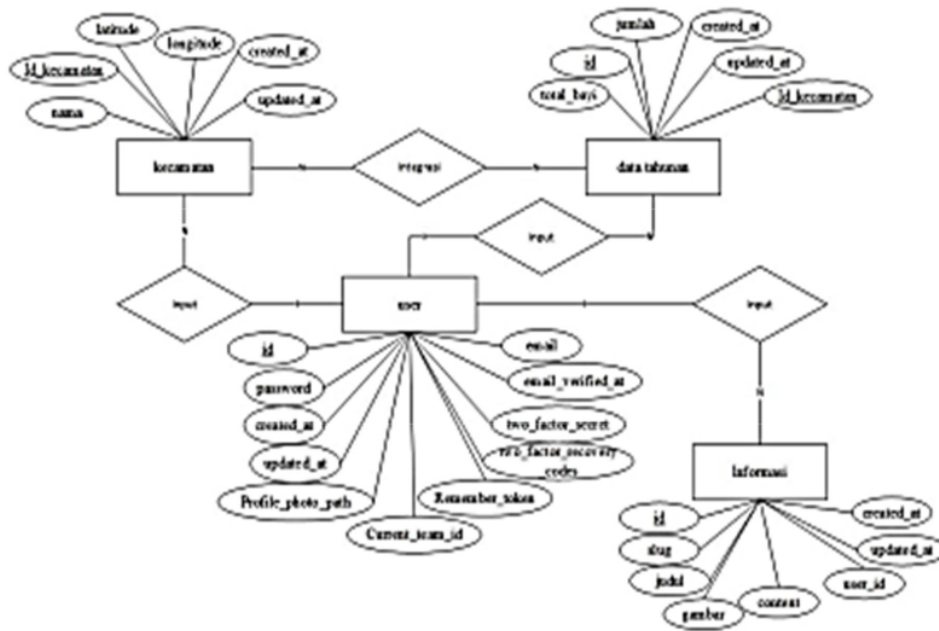 latitude
longitude
created_at
Id_kecamatan
updated_at
nama
kecamatan
jumlah
created_at
id
updated_at
total_bayi
Id_kecamatan
data tahunan
Integrasi
N
N
Input
N
Input
N
user
Input
id
email
password
email_verified_at
created_at
two_factor_secret
updated_at
two_factor_recovery
codes
Profile_photo_path
Remember_token
Current_team_id
N
Informasi
id
created_at
slug
updated_at
judul
user_id
gambar
content